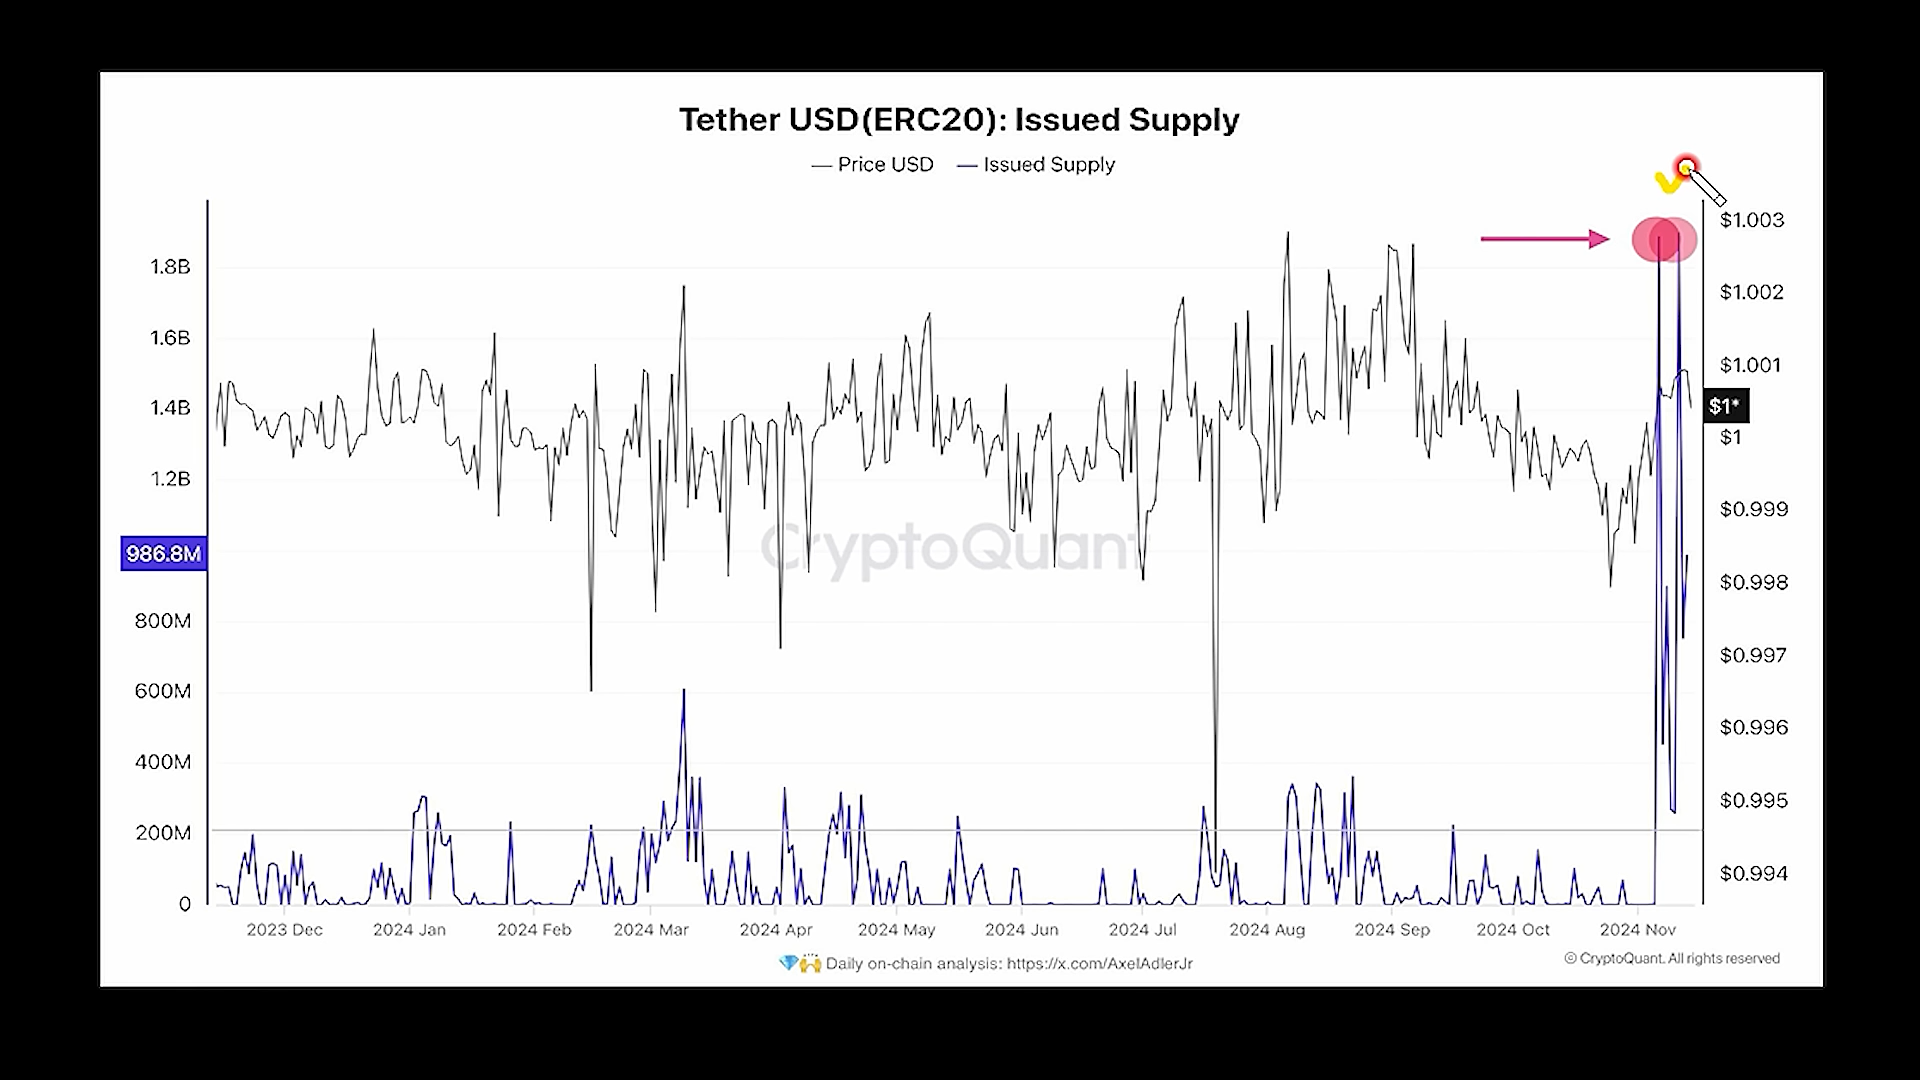 Tether USD(ERC20): Issued Supply
Price USD Issued Supply
$1.003
1.8B
$1.002
1.6B
$1.001
1.4B
$1*
$1
1.2B
$0.999
CryptoQuant
986.8M
$0.998
800M
$0.997
600M
$0.996
400M
$0.995
200M
$0.994
0
2023 Dec 2024 Jan 2024 Feb 2024 Mar 2024 Apr 2024 May 2024 Jun 2024 Jul 2024 Aug 2024 Sep 2024 Oct 2024 Nov
💎🙌 Daily on-chain analysis: https://x.com/AxelAdlerJr
© CryptoQuant. All rights reserved